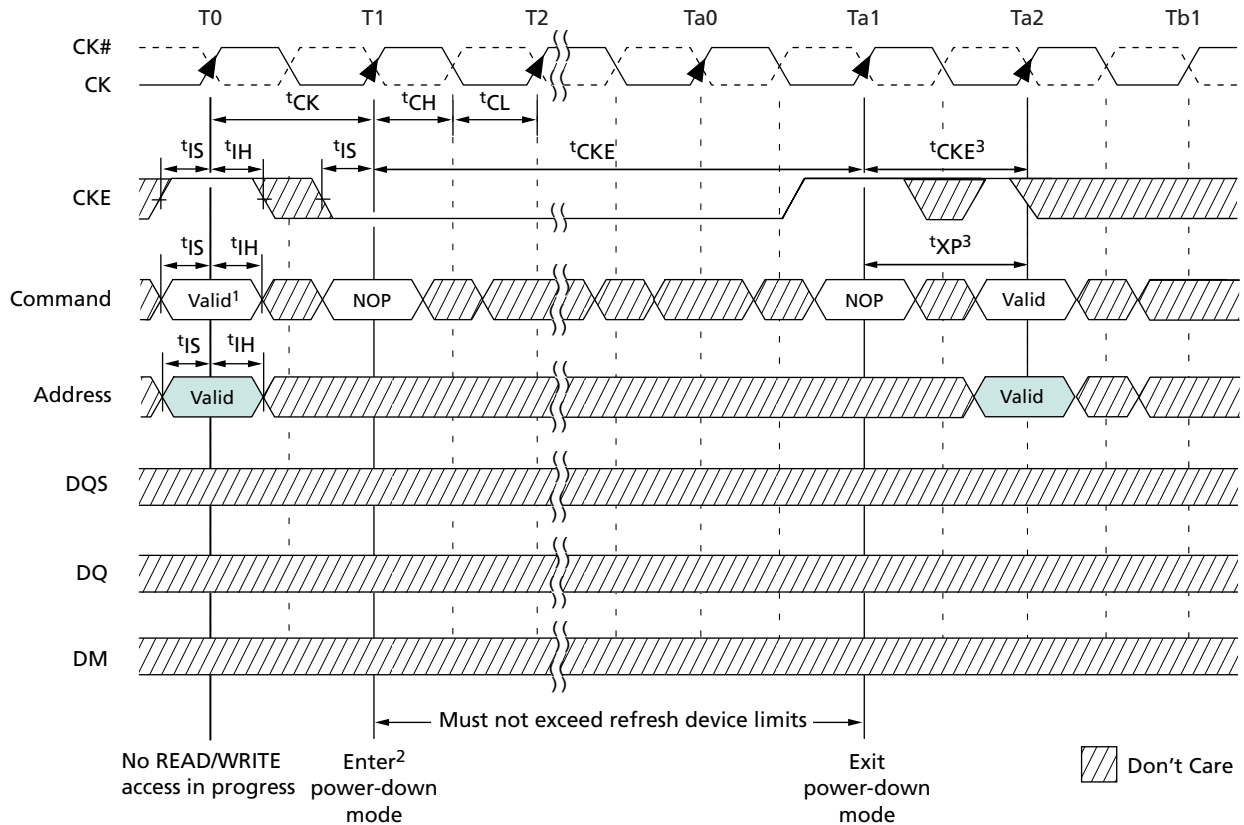 T0 T1 T2 Ta0 Ta1 Ta2 Tb1
CK#
CK
tCK tCH tCL
tIS tIH tIS tCKE tCKE3
CKE
tIS tIH tXP3
Command Valid1 NOP NOP Valid
tIS tIH
Address Valid Valid
DQS
DQ
DM
Must not exceed refresh device limits
No READ/WRITE
access in progress
Enter2
power-down
mode
Exit
power-down
mode
Don't Care